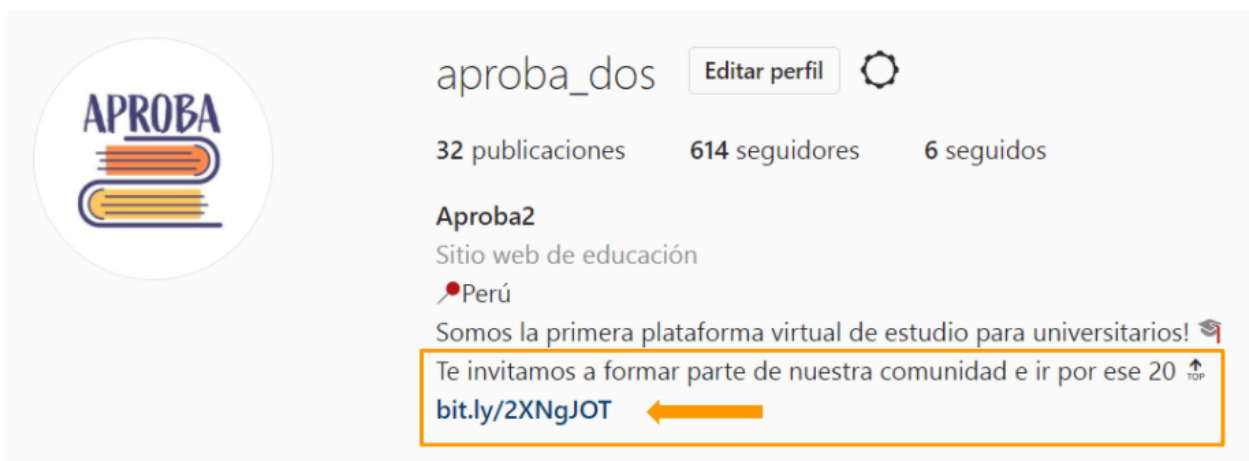 APROBA
aproba_dos Editar perfil
32 publicaciones 614 seguidores 6 seguidos
Aproba2
Sitio web de educación
📍Perú
Somos la primera plataforma virtual de estudio para universitarios! 🎓
Te invitamos a formar parte de nuestra comunidad e ir por ese 20 🔝
bit.ly/2XNgJOT